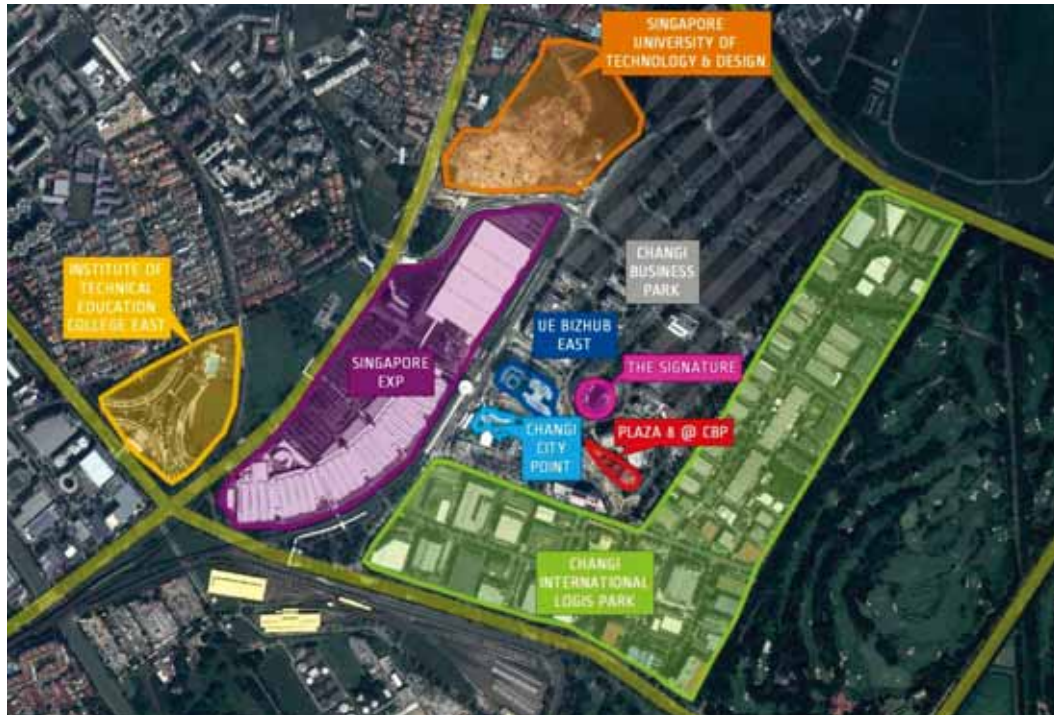 SINGAPORE
UNIVERSITY OF
TECHNOLOGY & DESIGN
INSTITUTE OF
TECHNICAL
EDUCATION
COLLEGE EAST
CHANGI
BUSINESS
PARK
UE BIZHUB
EAST
SINGAPORE
EXP
THE SIGNATURE
PLAZA 8 @ CBP
CHANGI
CITY
POINT
CHANGI
INTERNATIONAL
LOGIS PARK